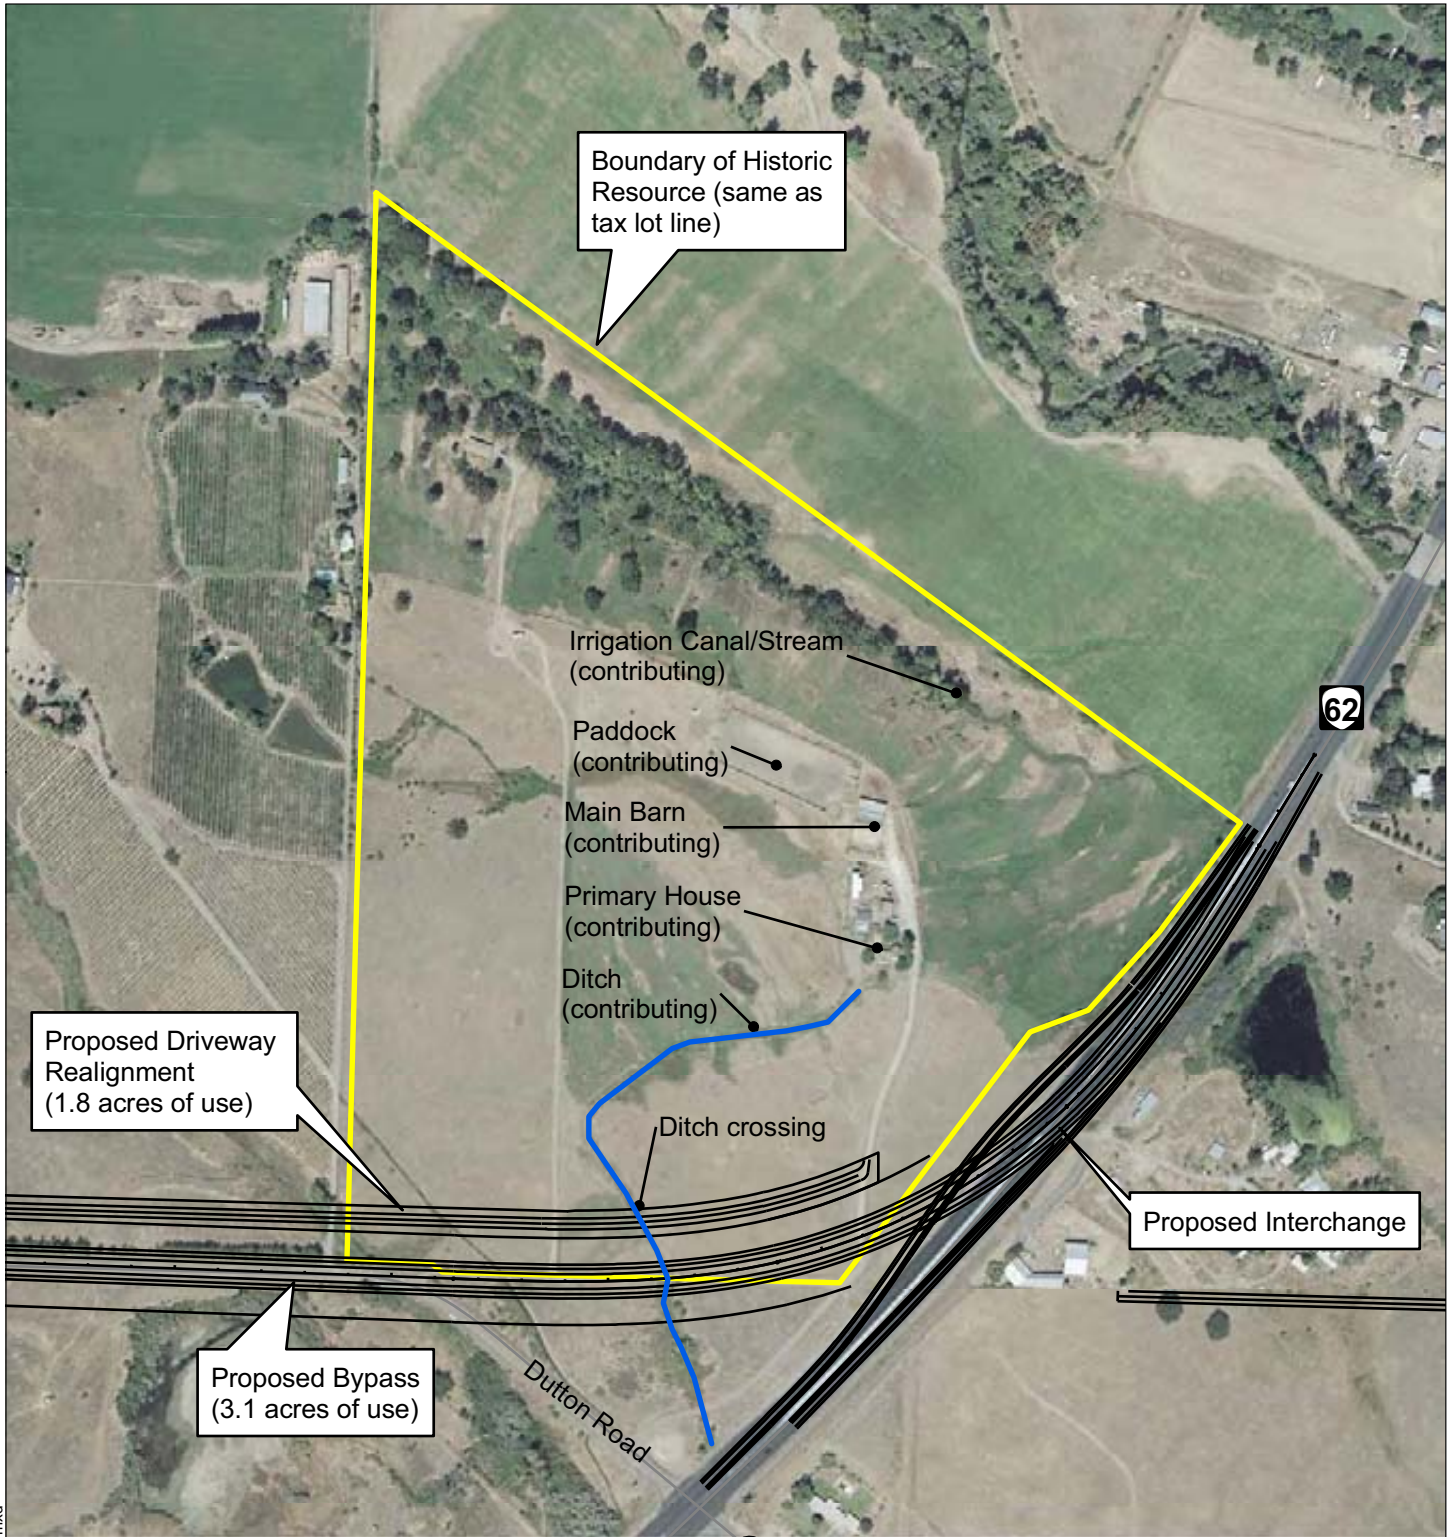 Boundary of Historic
Resource (same as
tax lot line)
Irrigation Canal/Stream
(contributing)
62
Paddock
(contributing)
Main Barn
(contributing)
Primary House
(contributing)
Ditch
(contributing)
Proposed Driveway
Realignment
(1.8 acres of use)
Ditch crossing
Proposed Interchange
Proposed Bypass
(3.1 acres of use)
Dutton Road